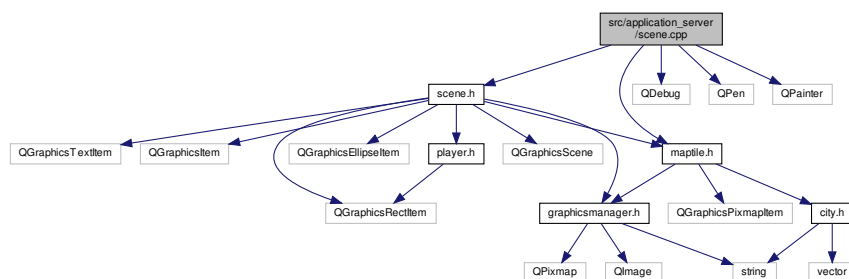 src/application_server
/scene.cpp
scene.h
QDebug
QPen
QPainter
QGraphicsTextItem
QGraphicsItem
QGraphicsEllipseItem
player.h
QGraphicsScene
maptile.h
QGraphicsRectItem
graphicsmanager.h
QGraphicsPixmapItem
city.h
QPixmap
QImage
string
vector